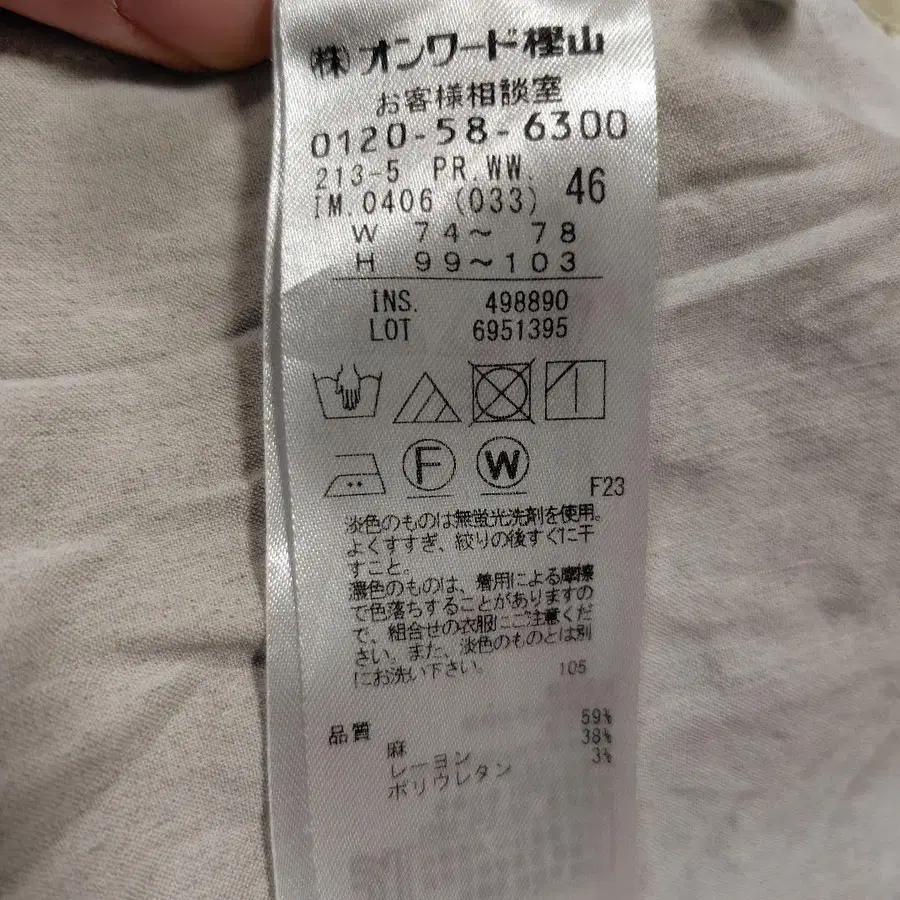 ㈱オンワード樫山
お客様相談室
0120-58-6300
213-5 PR.WW.
IM.0406 (033) 46
W 74〜 78
H 99〜103
INS. 498890
LOT 6951395
F W F23
淡色のものは無蛍光洗剤を使用。
よくすすぎ、絞りの後すぐに干
すこと。
濃色のものは、着用による摩擦
で色落ちすることがありますの
で、組合せの衣服にご注意くだ
さい。また、淡色のものとは別
にお洗い下さい。 105
品質
麻 59%
レーヨン 38%
ポリウレタン 3%